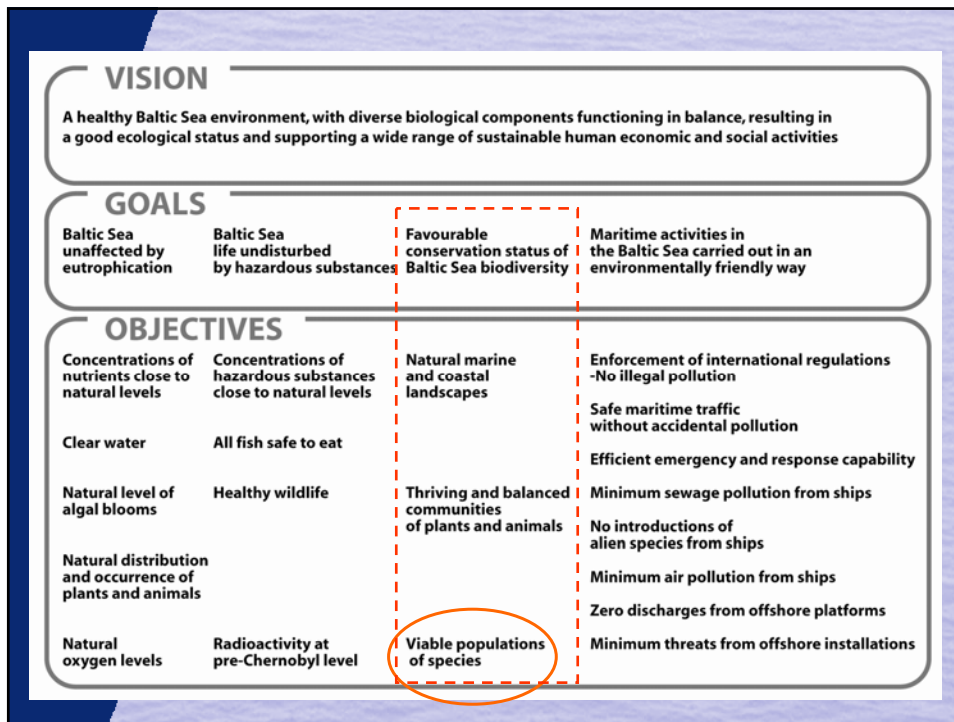 VISION
A healthy Baltic Sea environment, with diverse biological components functioning in balance, resulting in
a good ecological status and supporting a wide range of sustainable human economic and social activities
GOALS
Baltic Sea
unaffected by
eutrophication
Baltic Sea
life undisturbed
by hazardous substances
Favourable
conservation status of
Baltic Sea biodiversity
Maritime activities in
the Baltic Sea carried out in an
environmentally friendly way
OBJECTIVES
Concentrations of
nutrients close to
natural levels
Clear water
Natural level of
algal blooms
Natural distribution
and occurrence of
plants and animals
Natural
oxygen levels
Concentrations of
hazardous substances
close to natural levels
All fish safe to eat
Healthy wildlife
Radioactivity at
pre-Chernobyl level
Natural marine
and coastal
landscapes
Thriving and balanced
communities
of plants and animals
Viable populations
of species
Enforcement of international regulations
-No illegal pollution
Safe maritime traffic
without accidental pollution
Efficient emergency and response capability
Minimum sewage pollution from ships
No introductions of
alien species from ships
Minimum air pollution from ships
Zero discharges from offshore platforms
Minimum threats from offshore installations